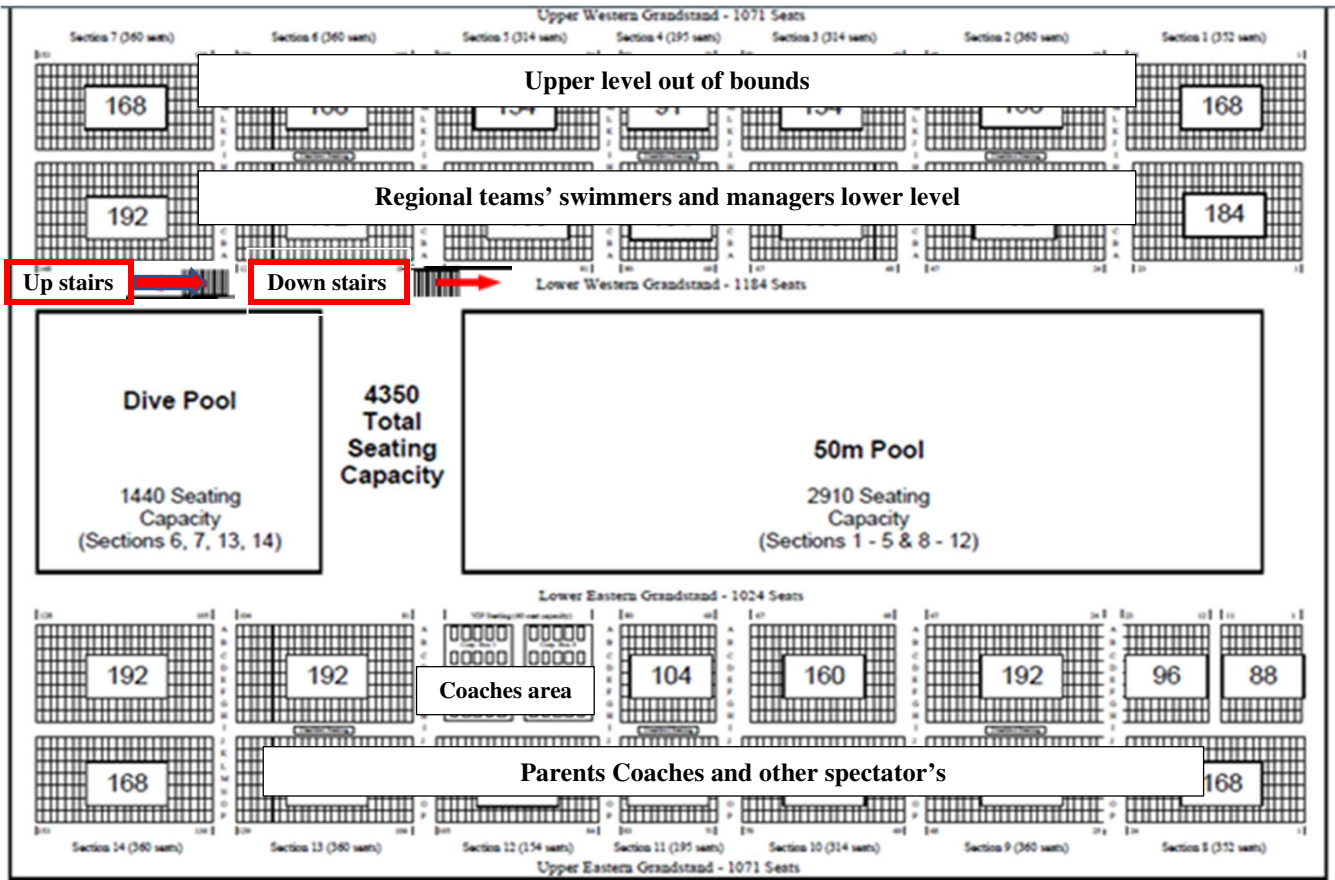 Upper Western Grandstand - 1071 Seats
Section 7 (360 seats) Section 6 (360 seats) Section 5 (314 seats) Section 4 (195 seats) Section 3 (314 seats) Section 2 (360 seats) Section 1 (352 seats)
Upper level out of bounds
168 168
Regional teams’ swimmers and managers lower level
192 184
Up stairs Down stairs
Lower Western Grandstand - 1184 Seats
Dive Pool
1440 Seating
Capacity
(Sections 6, 7, 13, 14)
4350
Total
Seating
Capacity
50m Pool
2910 Seating
Capacity
(Sections 1 - 5 & 8 - 12)
Lower Eastern Grandstand - 1024 Seats
192 192 104 160 192 96 88
Coaches area
Parents Coaches and other spectator’s
168 168
Section 14 (360 seats) Section 13 (360 seats) Section 12 (154 seats) Section 11 (195 seats) Section 10 (314 seats) Section 9 (360 seats) Section 8 (352 seats)
Upper Eastern Grandstand - 1071 Seats